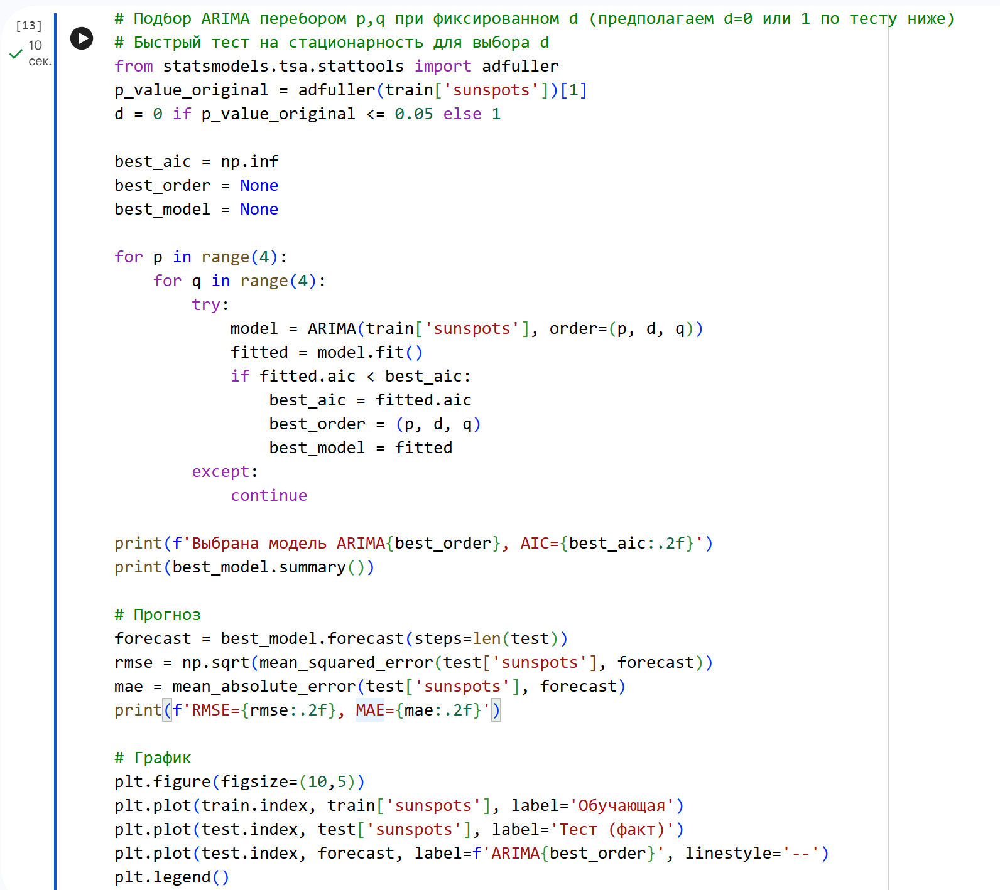 [13]
10
сек.
# Подбор ARIMA перебором p,q при фиксированном d (предполагаем d=0 или 1 по тесту ниже)
# Быстрый тест на стационарность для выбора d
from statsmodels.tsa.stattools import adfuller
p_value_original = adfuller(train['sunspots'])[1]
d = 0 if p_value_original <= 0.05 else 1

best_aic = np.inf
best_order = None
best_model = None

for p in range(4):
    for q in range(4):
        try:
            model = ARIMA(train['sunspots'], order=(p, d, q))
            fitted = model.fit()
            if fitted.aic < best_aic:
                best_aic = fitted.aic
                best_order = (p, d, q)
                best_model = fitted
        except:
            continue

print(f'Выбрана модель ARIMA{best_order}, AIC={best_aic:.2f}')
print(best_model.summary())

# Прогноз
forecast = best_model.forecast(steps=len(test))
rmse = np.sqrt(mean_squared_error(test['sunspots'], forecast))
mae = mean_absolute_error(test['sunspots'], forecast)
print(f'RMSE={rmse:.2f}, MAE={mae:.2f}')

# График
plt.figure(figsize=(10,5))
plt.plot(train.index, train['sunspots'], label='Обучающая')
plt.plot(test.index, test['sunspots'], label='Тест (факт)')
plt.plot(test.index, forecast, label=f'ARIMA{best_order}', linestyle='--')
plt.legend()